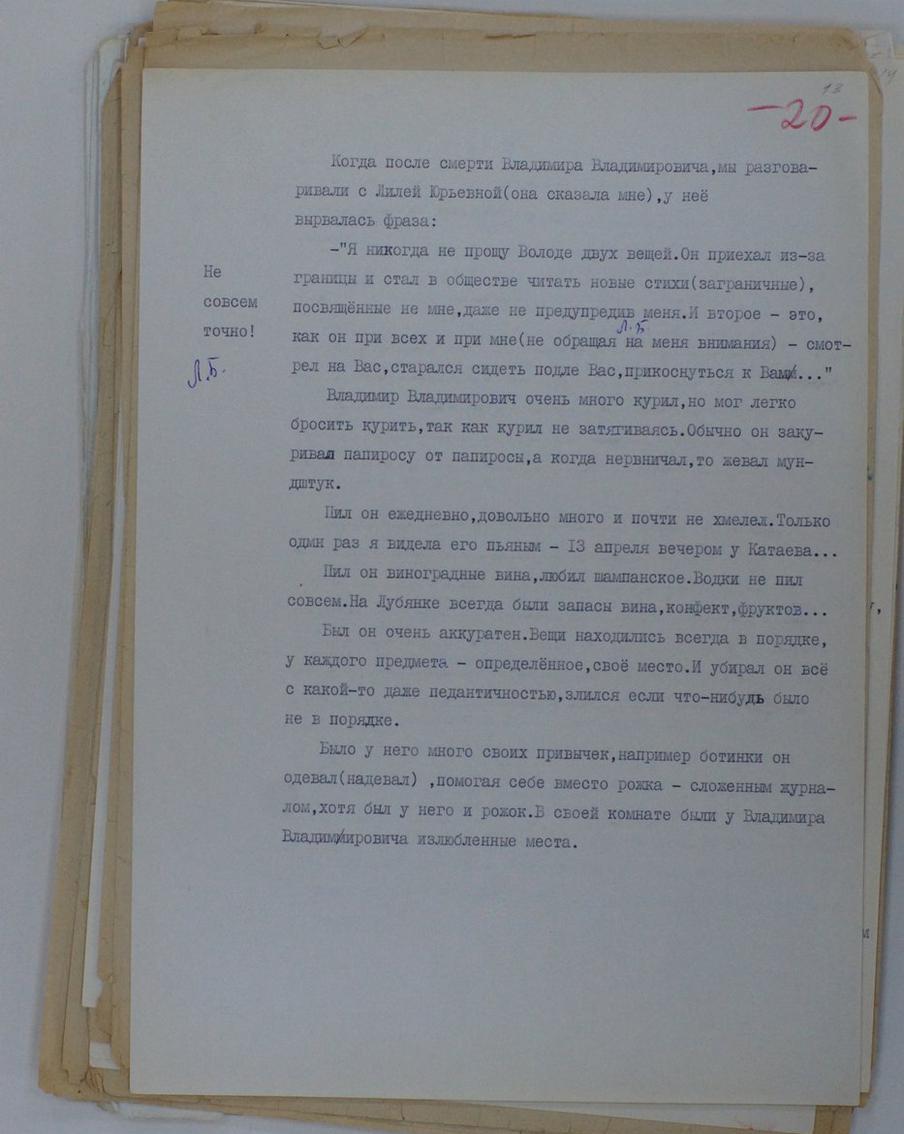 13
-20-
Когда после смерти Владимира Владимировича,мы разгова-
ривали с Лилей Юрьевной(она сказала мне),у неё
вырвалась фраза:
-"Я никогда не прощу Володе двух вещей.Он приехал из-за
границы и стал в обществе читать новые стихи(заграничные),
посвящённые не мне,даже не предупредив меня.И второе - это,
Л.Б
как он при всех и при мне(не обращая на меня внимания) - смот-
рел на Вас,старался сидеть подле Вас,прикоснуться к Вам..."
Не
совсем
точно!
Л.Б.
Владимир Владимирович очень много курил,но мог легко
бросить курить,так как курил не затягиваясь.Обычно он заку-
ривал папиросу от папиросы,а когда нервничал,то жевал мун-
дштук.
Пил он ежедневно,довольно много и почти не хмелел.Только
один раз я видела его пьяным - 13 апреля вечером у Катаева...
Пил он виноградные вина,любил шампанское.Водки не пил
совсем.На Лубянке всегда были запасы вина,конфект,фруктов...
Был он очень аккуратен.Вещи находились всегда в порядке,
у каждого предмета - определённое,своё место.И убирал он всё
с какой-то даже педантичностью,злился если что-нибудь было
не в порядке.
Было у него много своих привычек,например ботинки он
одевал(надевал) ,помогая себе вместо рожка - сложенным журна-
лом,хотя был у него и рожок.В своей комнате были у Владимира
Владимировича излюбленные места.